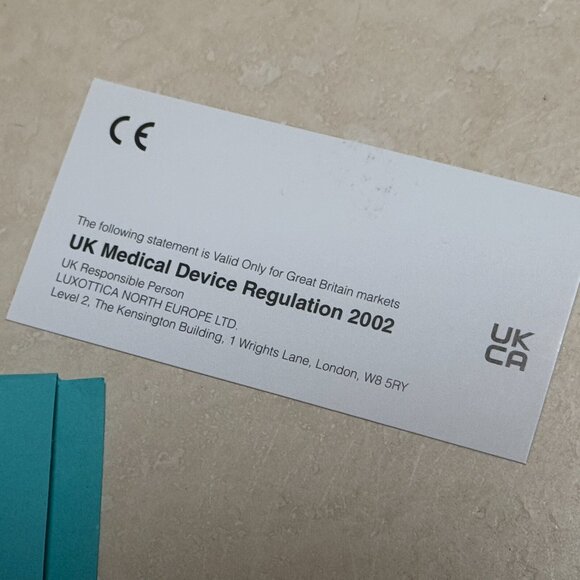 CE
The following statement is Valid Only for Great Britain markets
UK Medical Device Regulation 2002
UK Responsible Person
LUXOTTICA NORTH EUROPE LTD.
Level 2, The Kensington Building, 1 Wrights Lane, London, W8 5RY
UK
CA